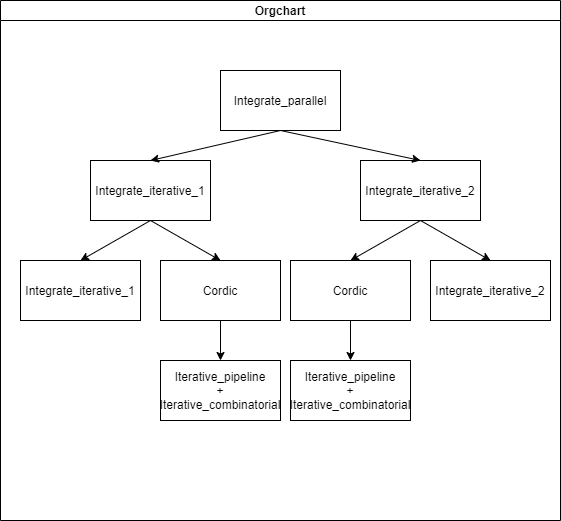 Orgchart
Integrate_parallel
Integrate_iterative_1
Integrate_iterative_2
Integrate_iterative_1
Cordic
Cordic
Integrate_iterative_2
Iterative_pipeline
+
Iterative_combinatorial
Iterative_pipeline
+
Iterative_combinatorial